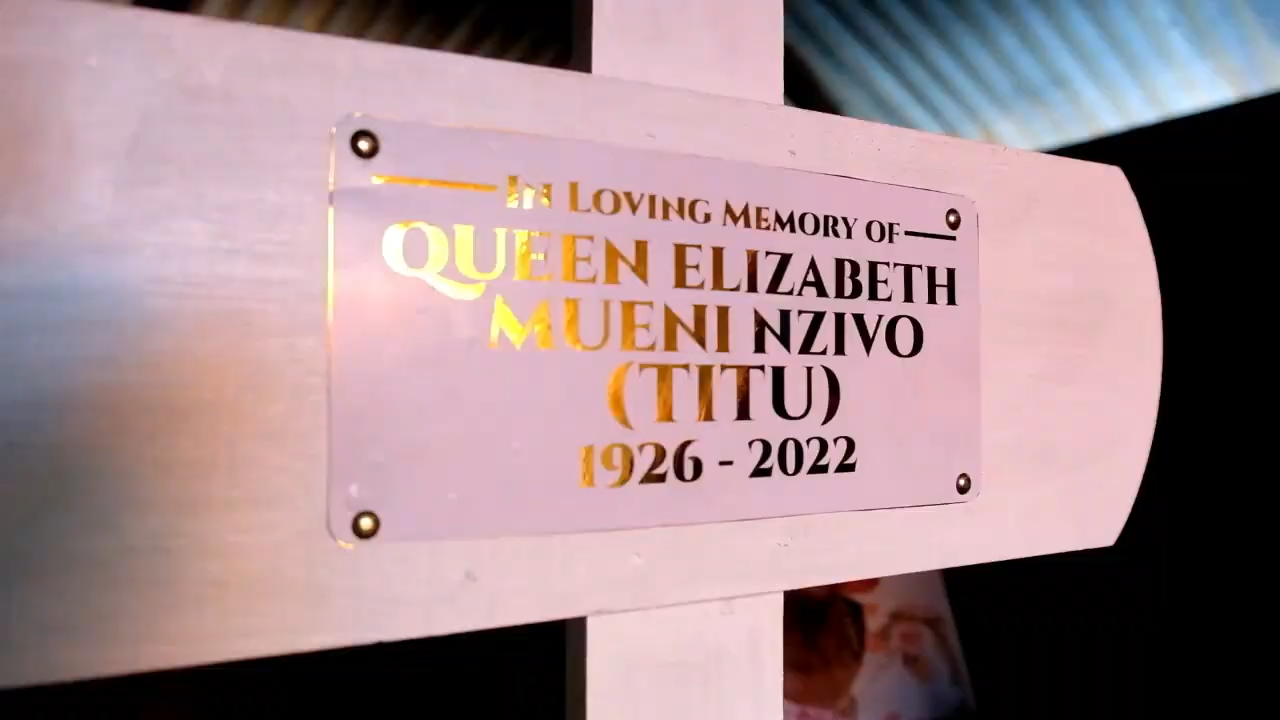 In Loving Memory of
QUEEN ELIZABETH
MUENI NZIVO
(TITU)
1926 - 2022